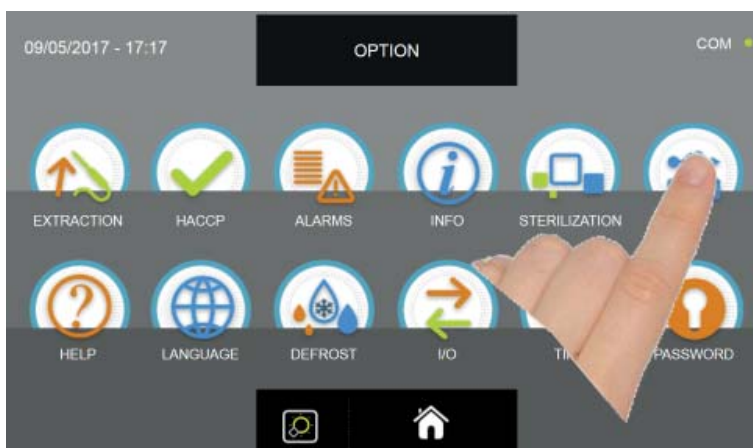 09/05/2017 - 17:17
OPTION
COM
EXTRACTION
HACCP
ALARMS
INFO
STERILIZATION
HELP
LANGUAGE
DEFROST
I/O
PASSWORD